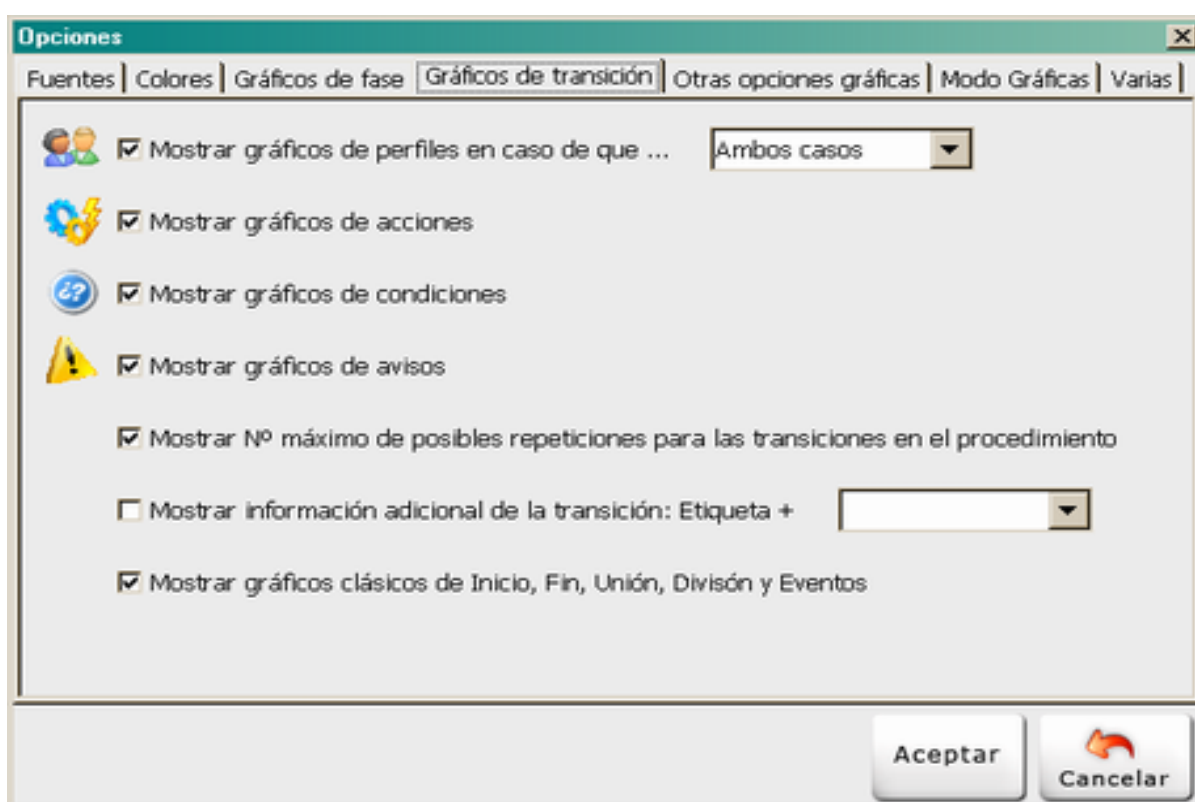 Opciones
Fuentes Colores Gráficos de fase Gráficos de transición Otras opciones gráficas Modo Gráficas Varias
Mostrar gráficos de perfiles en caso de que ... Ambos casos
Mostrar gráficos de acciones
¿? Mostrar gráficos de condiciones
Mostrar gráficos de avisos
Mostrar Nº máximo de posibles repeticiones para las transiciones en el procedimiento
Mostrar información adicional de la transición: Etiqueta +
Mostrar gráficos clásicos de Inicio, Fin, Unión, Divisón y Eventos
Aceptar
Cancelar